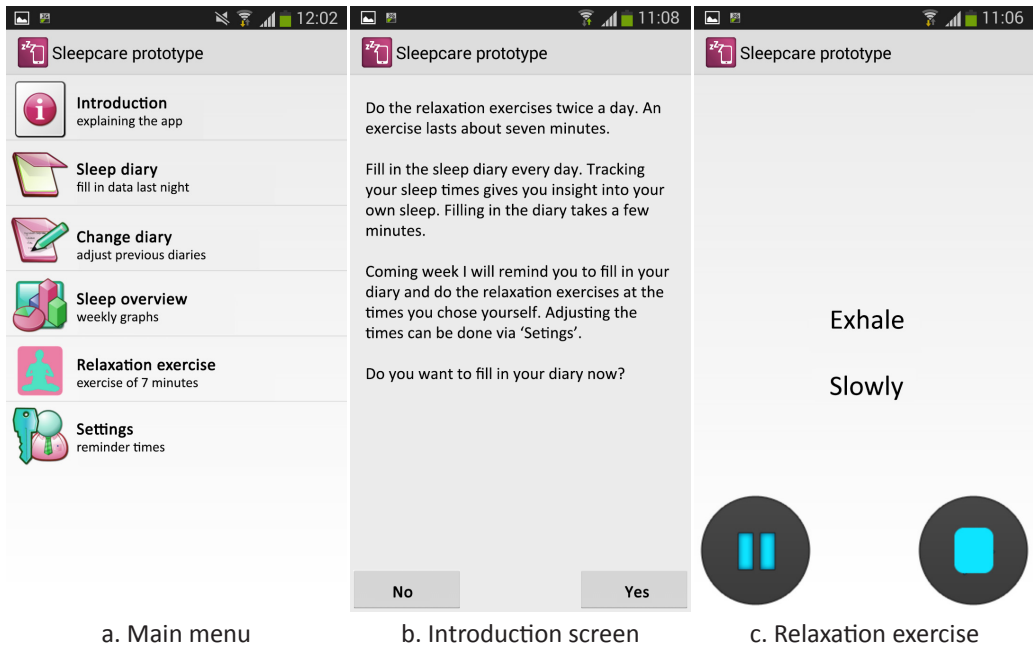 12:02
Sleepcare prototype
Introduction
explaining the app
Sleep diary
fill in data last night
Change diary
adjust previous diaries
Sleep overview
weekly graphs
Relaxation exercise
exercise of 7 minutes
Settings
reminder times
a. Main menu
11:08
Sleepcare prototype
Do the relaxation exercises twice a day. An
exercise lasts about seven minutes.
Fill in the sleep diary every day. Tracking
your sleep times gives you insight into your
own sleep. Filling in the diary takes a few
minutes.
Coming week I will remind you to fill in your
diary and do the relaxation exercises at the
times you chose yourself. Adjusting the
times can be done via ‘Setings’.
Do you want to fill in your diary now?
No
Yes
b. Introduction screen
11:06
Sleepcare prototype
Exhale
Slowly
c. Relaxation exercise